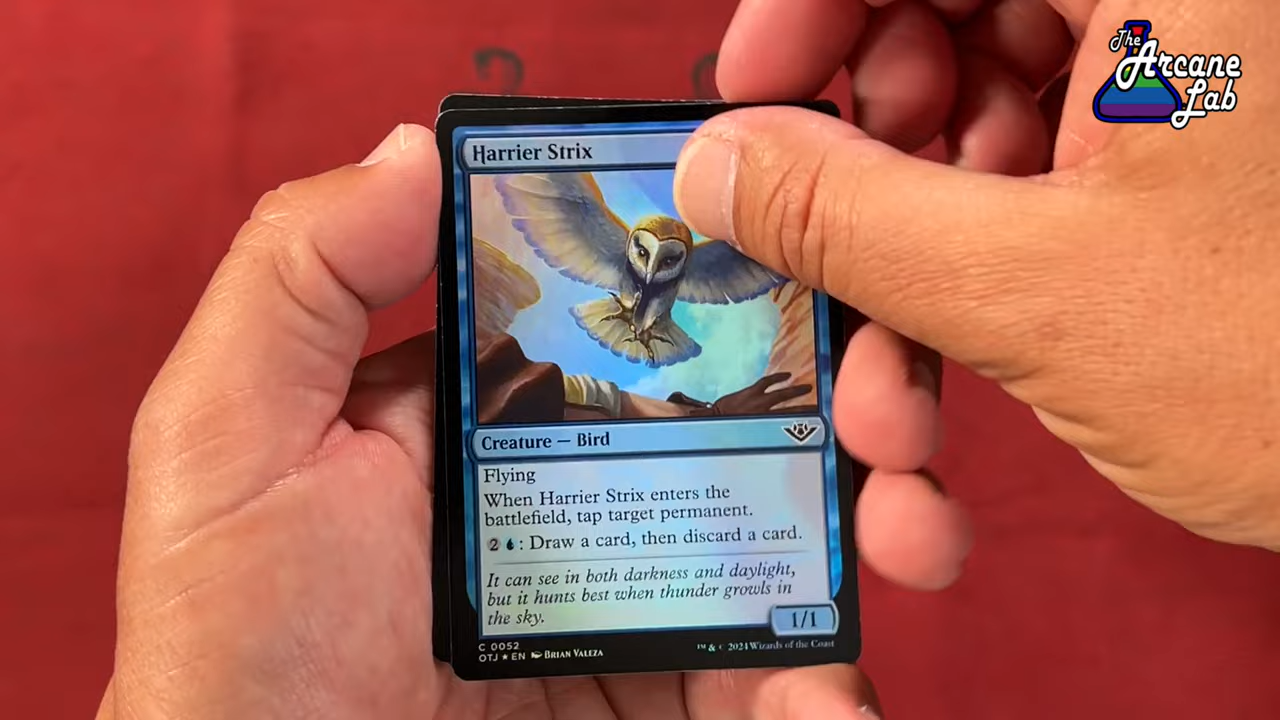 The
Arcane
Lab
Harrier Strix
Creature — Bird
Flying
When Harrier Strix enters the
battlefield, tap target permanent.
2 : Draw a card, then discard a card.
It can see in both darkness and daylight,
but it hunts best when thunder growls in
the sky.
1/1
C 0052
OTJ ★ EN BRIAN VALEZA
™ & © 2024 Wizards of the Coast